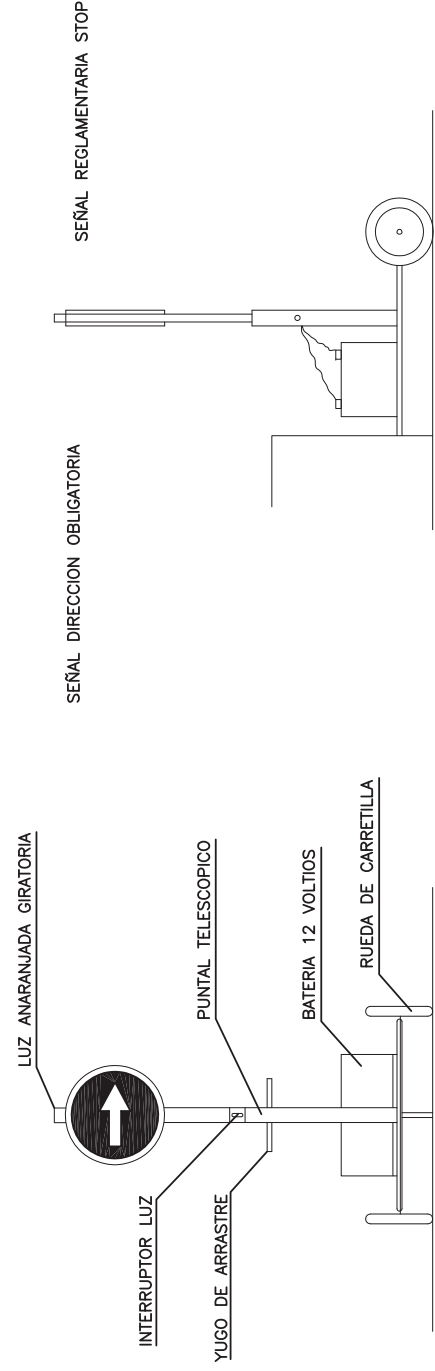 SEÑAL REGLAMENTARIA STOP
SEÑAL DIRECCION OBLIGATORIA
LUZ ANARANJADA GIRATORIA
PUNTAL TELESCOPICO
BATERIA 12 VOLTIOS
RUEDA DE CARRETILLA
INTERRUPTOR LUZ
YUGO DE ARRASTRE